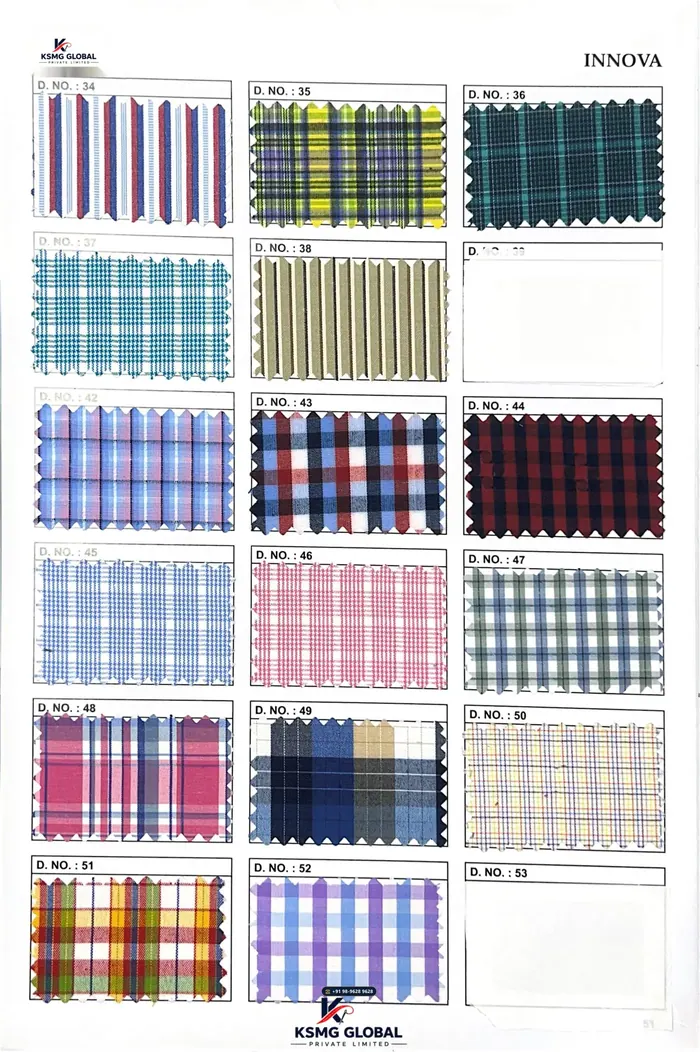 KSMG GLOBAL
PRIVATE LIMITED
INNOVA
D. NO. : 34
D. NO. : 35
D. NO. : 36
D. NO. : 37
D. NO. : 38
D. NO. : 39
D. NO. : 42
D. NO. : 43
D. NO. : 44
D. NO. : 45
D. NO. : 46
D. NO. : 47
D. NO. : 48
D. NO. : 49
D. NO. : 50
D. NO. : 51
D. NO. : 52
D. NO. : 53
+91 98-9628 9628
51
KSMG GLOBAL
PRIVATE LIMITED